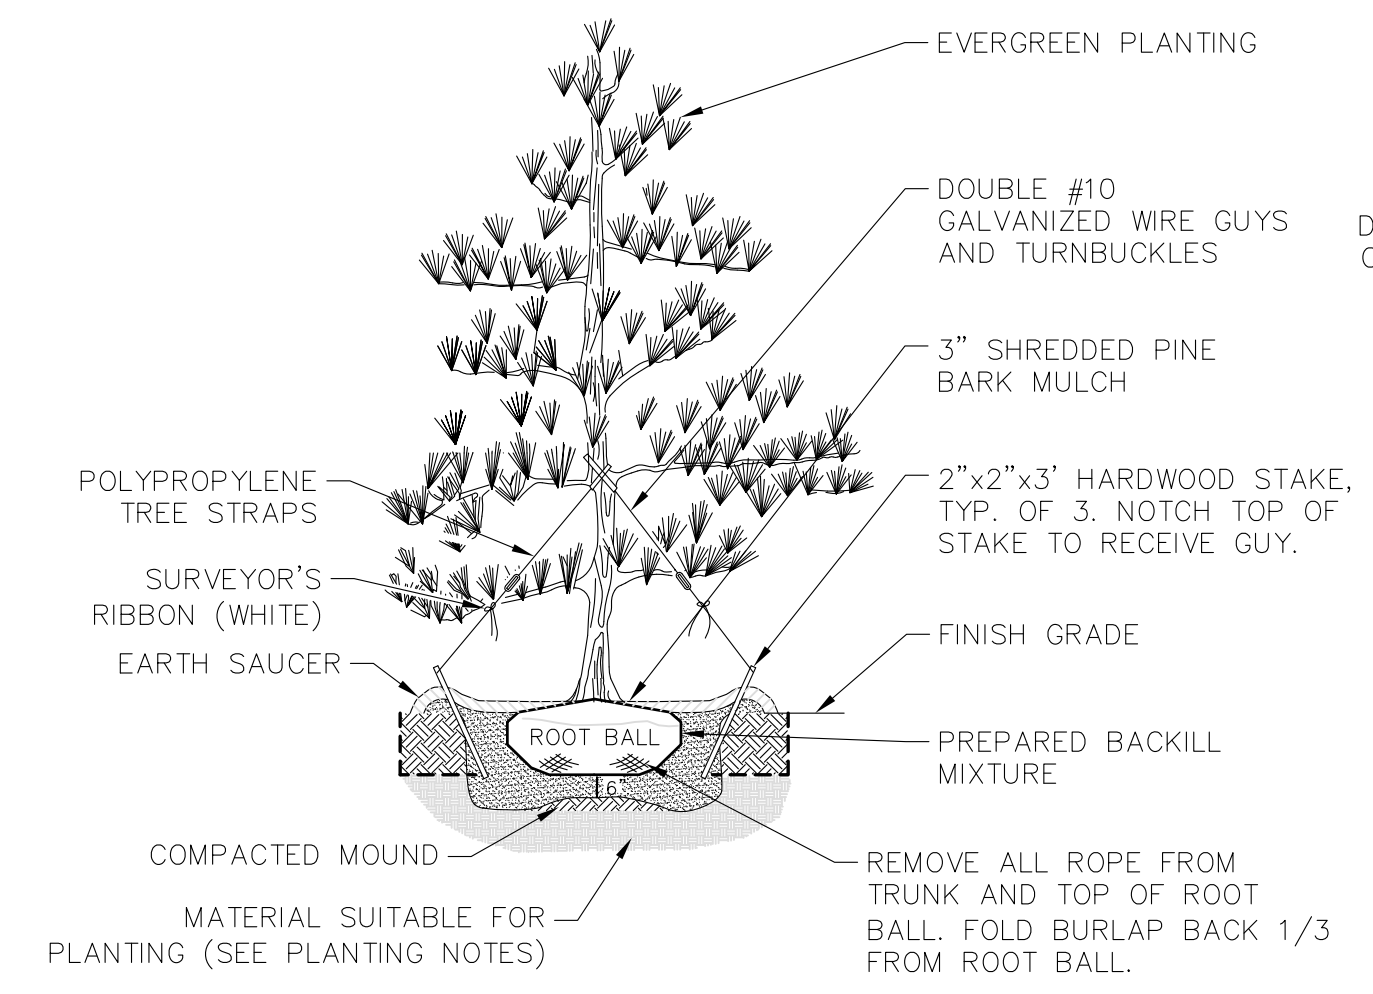 EVERGREEN PLANTING
DOUBLE #10
GALVANIZED WIRE GUYS
AND TURNBUCKLES
D
3” SHREDDED PINE
BARK MULCH
POLYPROPYLENE
TREE STRAPS
2”x2”x3' HARDWOOD STAKE,
TYP. OF 3. NOTCH TOP OF
STAKE TO RECEIVE GUY.
SURVEYOR'S
RIBBON (WHITE)
FINISH GRADE
EARTH SAUCER
ROOT BALL
PREPARED BACKILL
MIXTURE
6"
COMPACTED MOUND
REMOVE ALL ROPE FROM
TRUNK AND TOP OF ROOT
BALL. FOLD BURLAP BACK 1/3
FROM ROOT BALL.
MATERIAL SUITABLE FOR
PLANTING (SEE PLANTING NOTES)